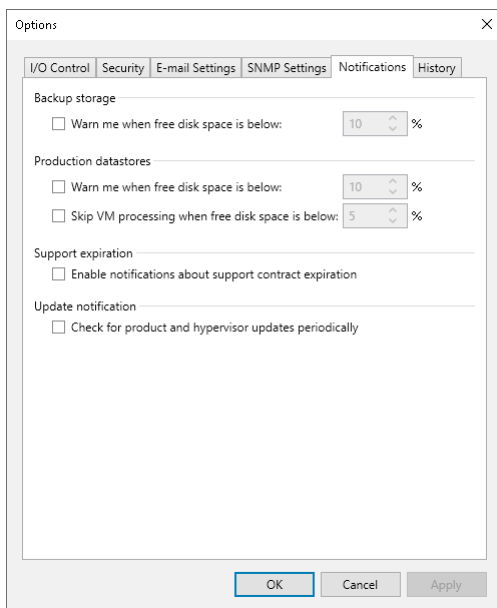 Options
I/O Control Security E-mail Settings SNMP Settings Notifications History
Backup storage
Warn me when free disk space is below: 10 %
Production datastores
Warn me when free disk space is below: 10 %
Skip VM processing when free disk space is below: 5 %
Support expiration
Enable notifications about support contract expiration
Update notification
Check for product and hypervisor updates periodically
OK Cancel Apply